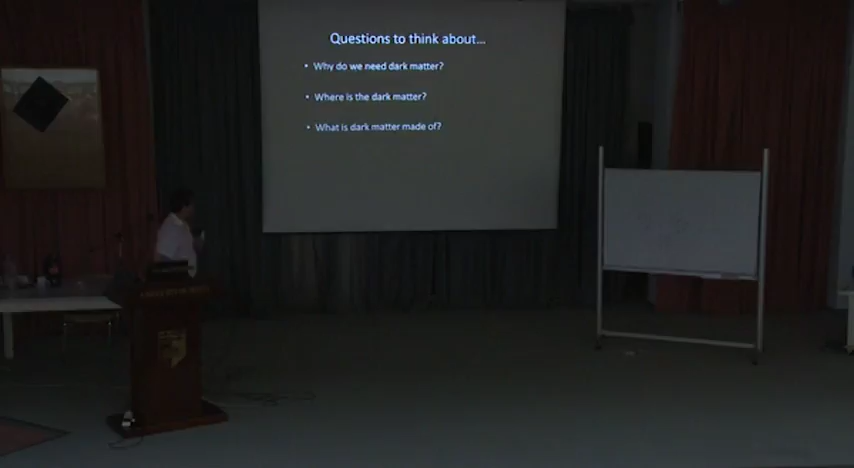 Questions to think about...
• Why do we need dark matter?
• Where is the dark matter?
• What is dark matter made of?